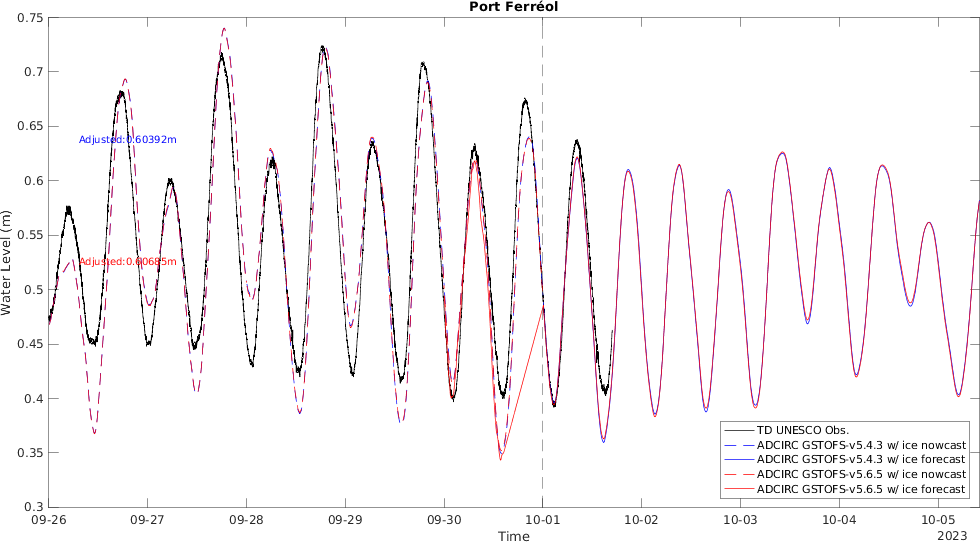 Port Ferréol
0.75
0.7
0.65
0.6
0.55
0.5
0.45
0.4
0.35
0.3
Water Level (m)
Adjusted:0.60392m
Adjusted:0.60685m
TD UNESCO Obs.
ADCIRC GSTOFS-v5.4.3 w/ ice nowcast
ADCIRC GSTOFS-v5.4.3 w/ ice forecast
ADCIRC GSTOFS-v5.6.5 w/ ice nowcast
ADCIRC GSTOFS-v5.6.5 w/ ice forecast
09-26 09-27 09-28 09-29 09-30 10-01 10-02 10-03 10-04 10-05
Time 2023